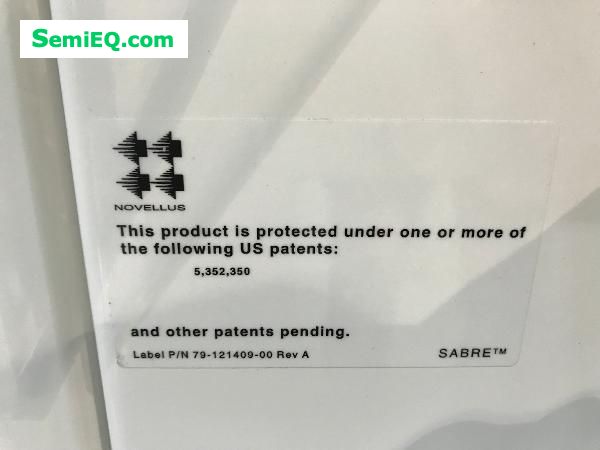 SemiEQ.com
NOVELLUS
This product is protected under one or more of
the following US patents:
5,352,350
and other patents pending.
Label P/N 79-121409-00 Rev A
SABRE™